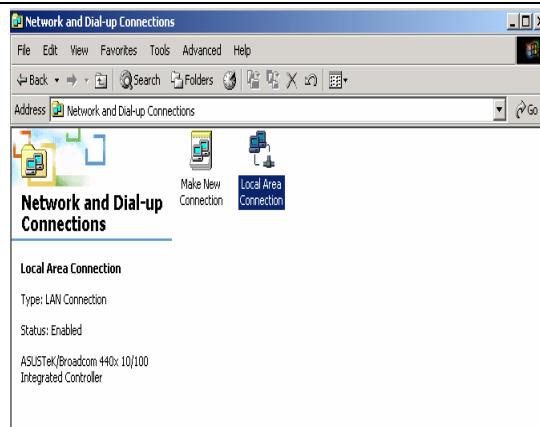 Network and Dial-up Connections
File Edit View Favorites Tools Advanced Help
Back Search Folders
Address Network and Dial-up Connections Go
Make New
Connection
Local Area
Connection
Network and Dial-up
Connections
Local Area Connection
Type: LAN Connection
Status: Enabled
ASUSTeK/Broadcom 440x 10/100
Integrated Controller